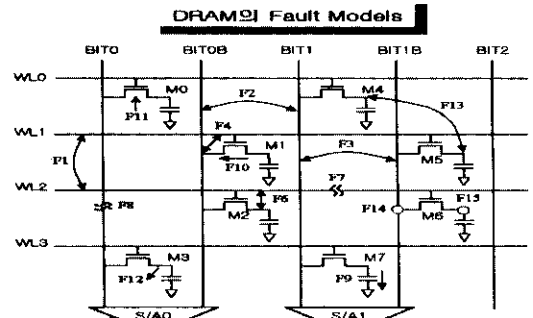 DRAM의 Fault Models
BIT0 BIT0B BIT1 BIT1B BIT2
WL0
M0 F2 M4
F11 F13
WL1
F4 M1 F3 M5
F1 F10
WL2 F7
F8 F6 F14 F15
M2 M6
WL3
M3 M7
F12 F9
S/A0 S/A1